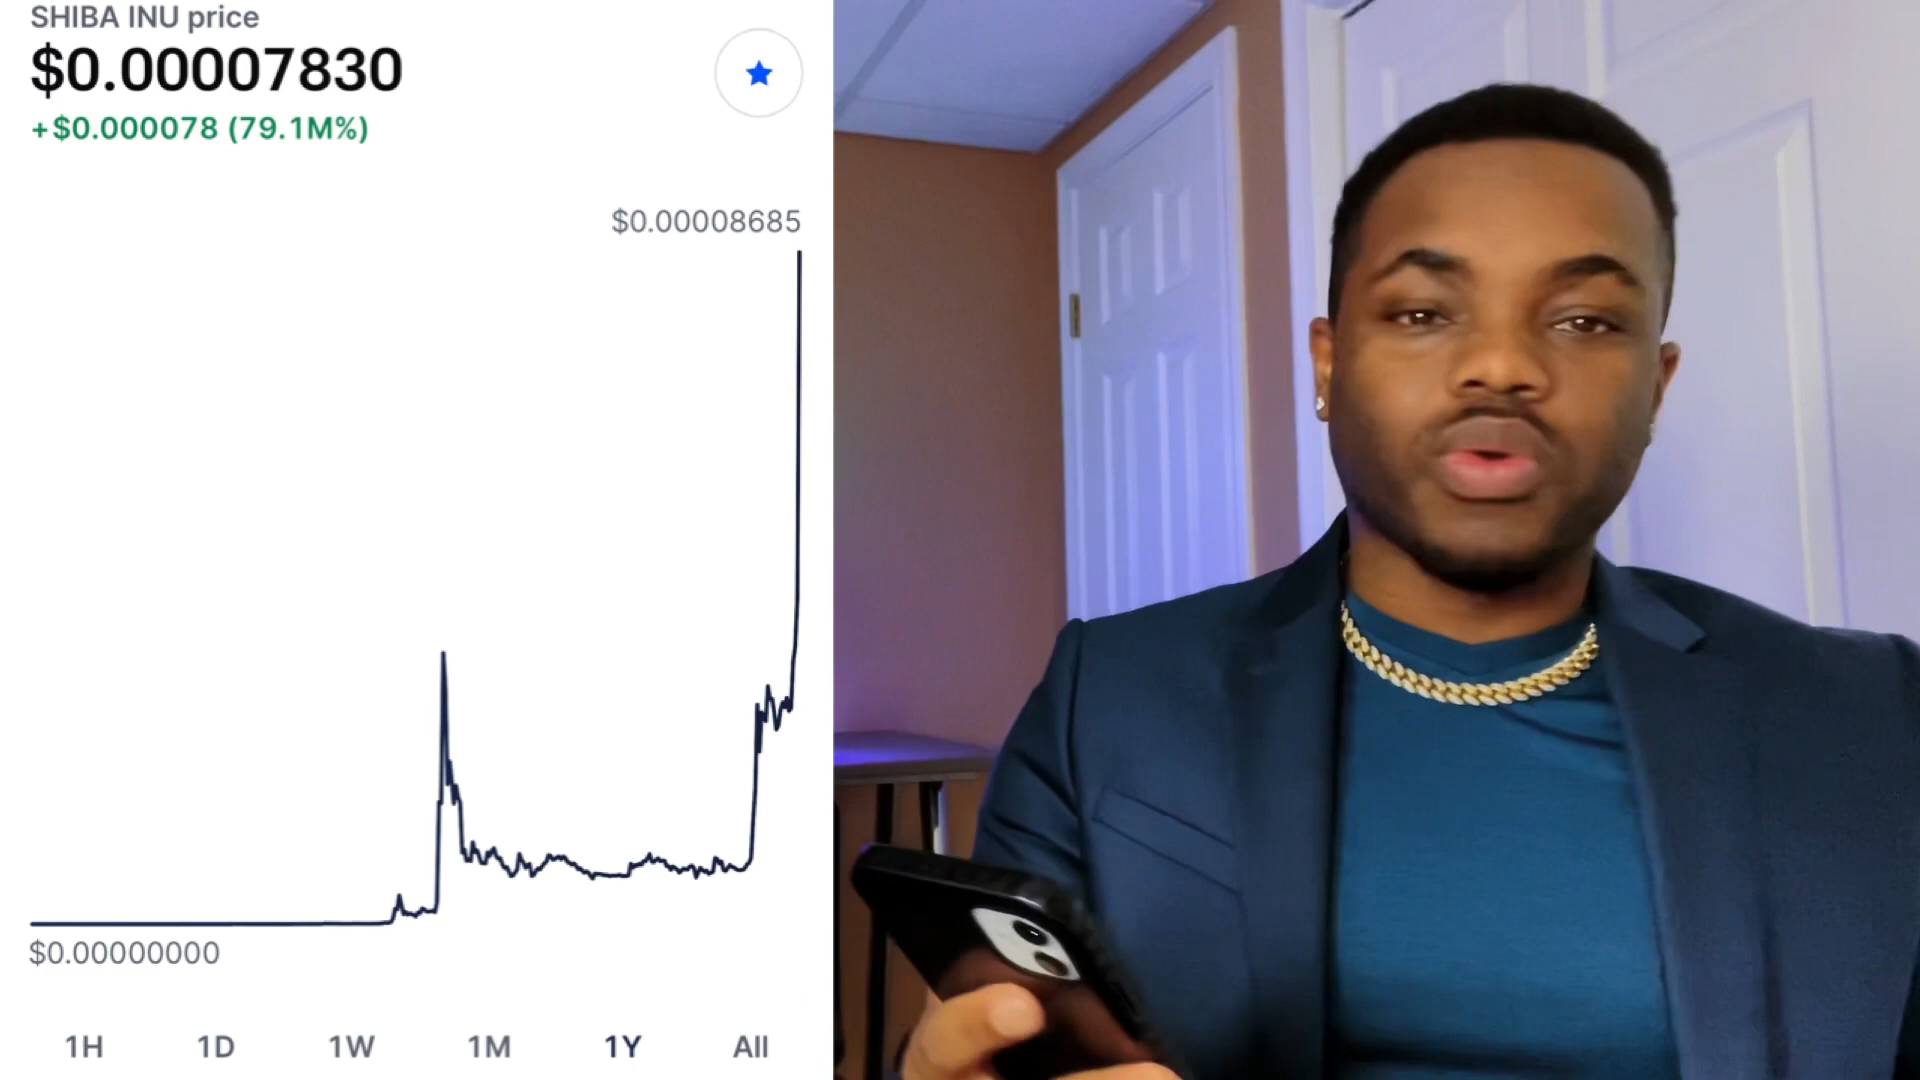 SHIBA INU price
$0.00007830
+$0.000078 (79.1M%)
$0.00008685
$0.00000000
1H 1D 1W 1M 1Y All